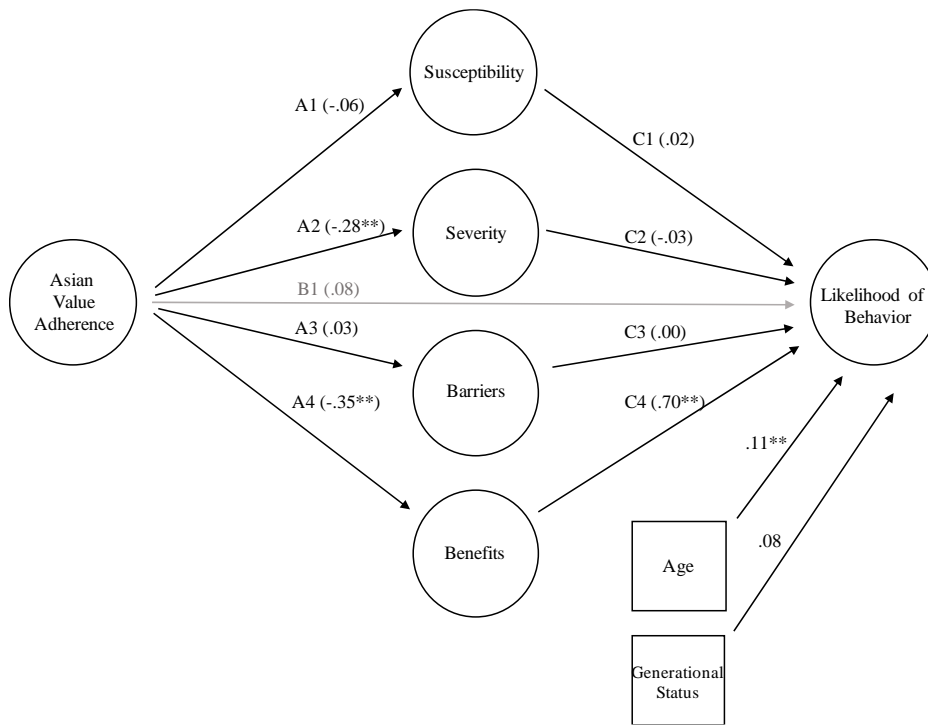 Susceptibility
A1 (-.06)
C1 (.02)
A2 (-.28**)
Severity
C2 (-.03)
Asian
Value
Adherence
B1 (.08)
Likelihood of
Behavior
A3 (.03)
C3 (.00)
Barriers
A4 (-.35**)
C4 (.70**)
.11**
.08
Benefits
Age
Generational
Status